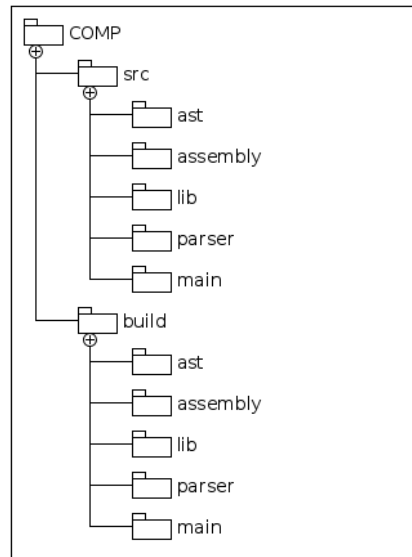 COMP
src
ast
assembly
lib
parser
main
build
ast
assembly
lib
parser
main